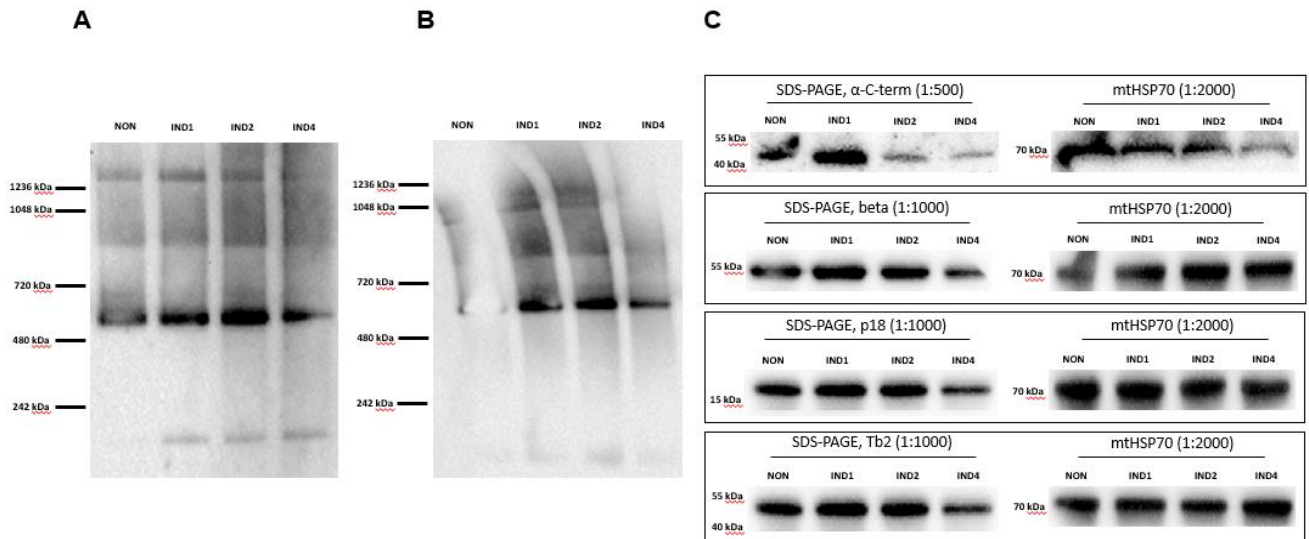 A
B
C
NON IND1 IND2 IND4
1236 kDa
1048 kDa
720 kDa
480 kDa
242 kDa
NON IND1 IND2 IND4
1236 kDa
1048 kDa
720 kDa
480 kDa
242 kDa
SDS-PAGE, α-C-term (1:500)
NON IND1 IND2 IND4
55 kDa
40 kDa
mtHSP70 (1:2000)
NON IND1 IND2 IND4
70 kDa
SDS-PAGE, beta (1:1000)
NON IND1 IND2 IND4
55 kDa
mtHSP70 (1:2000)
NON IND1 IND2 IND4
70 kDa
SDS-PAGE, p18 (1:1000)
NON IND1 IND2 IND4
15 kDa
mtHSP70 (1:2000)
NON IND1 IND2 IND4
70 kDa
SDS-PAGE, Tb2 (1:1000)
NON IND1 IND2 IND4
55 kDa
40 kDa
mtHSP70 (1:2000)
NON IND1 IND2 IND4
70 kDa